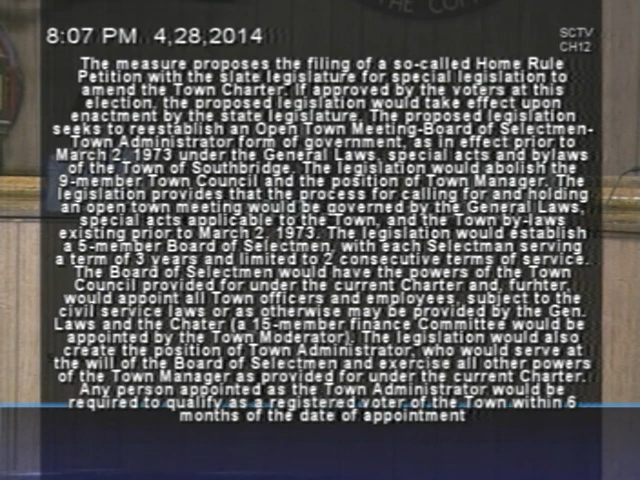 THE COM
8:07 PM 4,28,2014
SCTV
CH12
The measure proposes the filing of a so-called Home Rule
Petition with the state legislature for special legislation to
amend the Town Charter. If approved by the voters at this
election, the proposed legislation would take effect upon
enactment by the state legislature. The proposed legislation
seeks to reestablish an Open Town Meeting-Board of Selectmen-
Town Administrator form of government, as in effect prior to
March 2, 1973 under the General Laws, special acts and bylaws
of the Town of Southbridge. The legislation would abolish the
9-member Town Council and the position of Town Manager. The
legislation provides that the process for calling for and holding
an open town meeting would be governed by the General Laws,
special acts applicable to the Town, and the Town by-laws
existing prior to March 2, 1973. The legislation would establish
a 5-member Board of Selectmen, with each Selectman serving
a term of 3 years and limited to 2 consecutive terms of service.
The Board of Selectmen would have the powers of the Town
Council provided for under the current Charter and, furhter,
would appoint all Town officers and employees, subject to the
civil service laws or as otherwise may be provided by the Gen.
Laws and the Chater (a 15-member finance Committee would be
appointed by the Town Moderator). The legislation would also
create the position of Town Administrator, who would serve at
the will of the Board of Selectmen and exercise all other powers
of the Town Manager as provided for under the current Charter.
Any person appointed as the Town Administrator would be
required to qualify as a registered voter of the Town within 6
months of the date of appointment